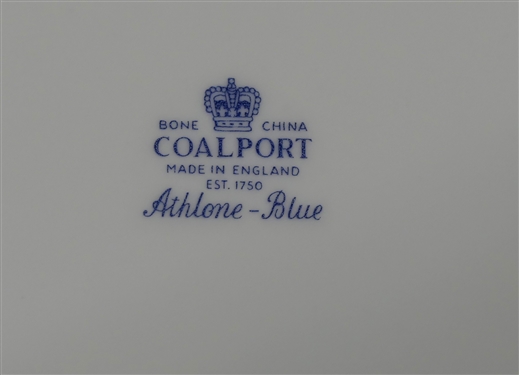 BONE CHINA
COALPORT
MADE IN ENGLAND
EST. 1750
Athlone - Blue